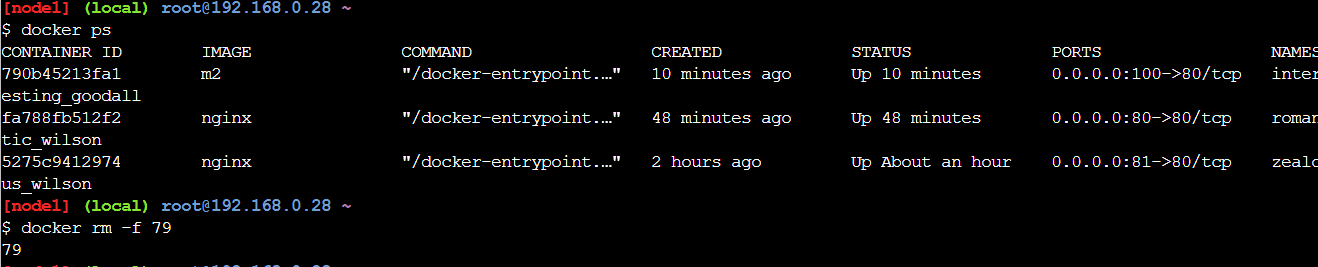 [node1] (local) root@192.168.0.28 ~
$ docker ps
CONTAINER ID        IMAGE               COMMAND                  CREATED             STATUS              PORTS                 NAMES
790b45213fa1        m2                  "/docker-entrypoint.…"   10 minutes ago      Up 10 minutes       0.0.0.0:100->80/tcp   inter
esting_goodall
fa788fb512f2        nginx               "/docker-entrypoint.…"   48 minutes ago      Up 48 minutes       0.0.0.0:80->80/tcp    roman
tic_wilson
5275c9412974        nginx               "/docker-entrypoint.…"   2 hours ago         Up About an hour    0.0.0.0:81->80/tcp    zealo
us_wilson
[node1] (local) root@192.168.0.28 ~
$ docker rm -f 79
79